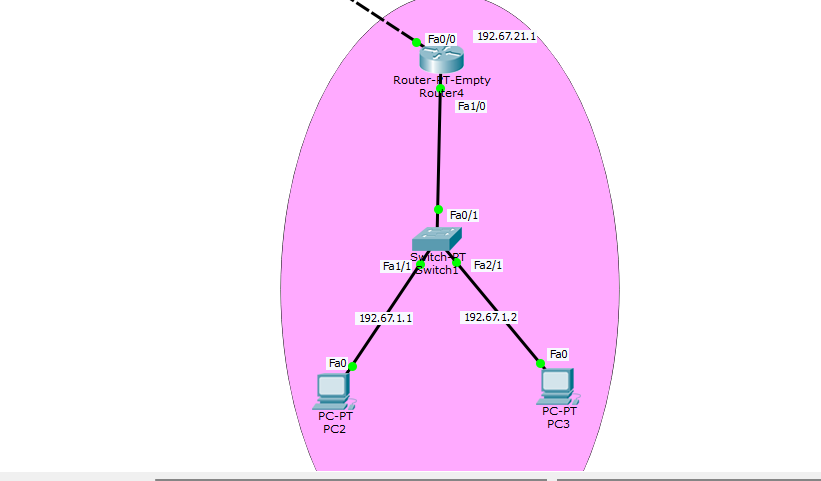 Fa0/0
192.67.21.1
Router-PT-Empty
Router4
Fa1/0
Fa0/1
Switch-PT
Switch1
Fa1/1
Fa2/1
192.67.1.1
192.67.1.2
Fa0
Fa0
PC-PT
PC2
PC-PT
PC3